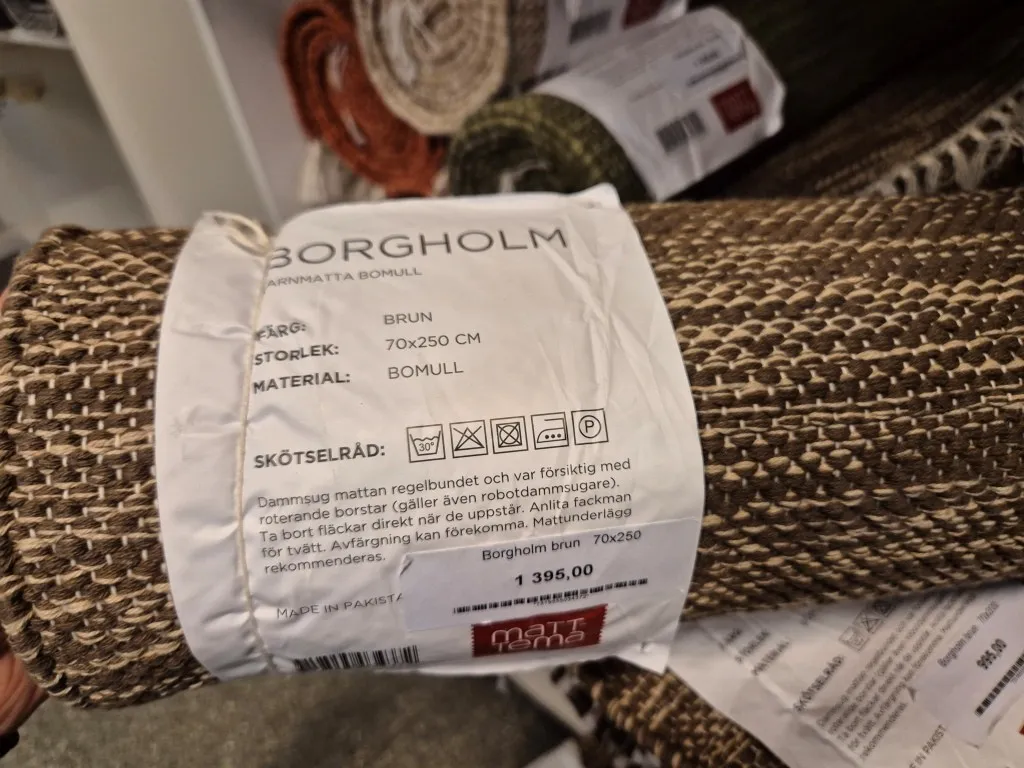 BORGHOLM
ARNMATTA BOMULL
FÄRG: BRUN
STORLEK: 70x250 CM
MATERIAL: BOMULL
SKÖTSELRÅD: 30° P
Dammsug mattan regelbundet och var försiktig med
roterande borstar (gäller även robotdammsugare).
Ta bort fläckar direkt när de uppstår. Anlita fackman
för tvätt. Avfärgning kan förekomma. Mattunderlägg
rekommenderas.
Borgholm brun 70x250
1 395,00
MADE IN PAKISTA
maTT
Tema
SKÖTSELRÅD:
995,00